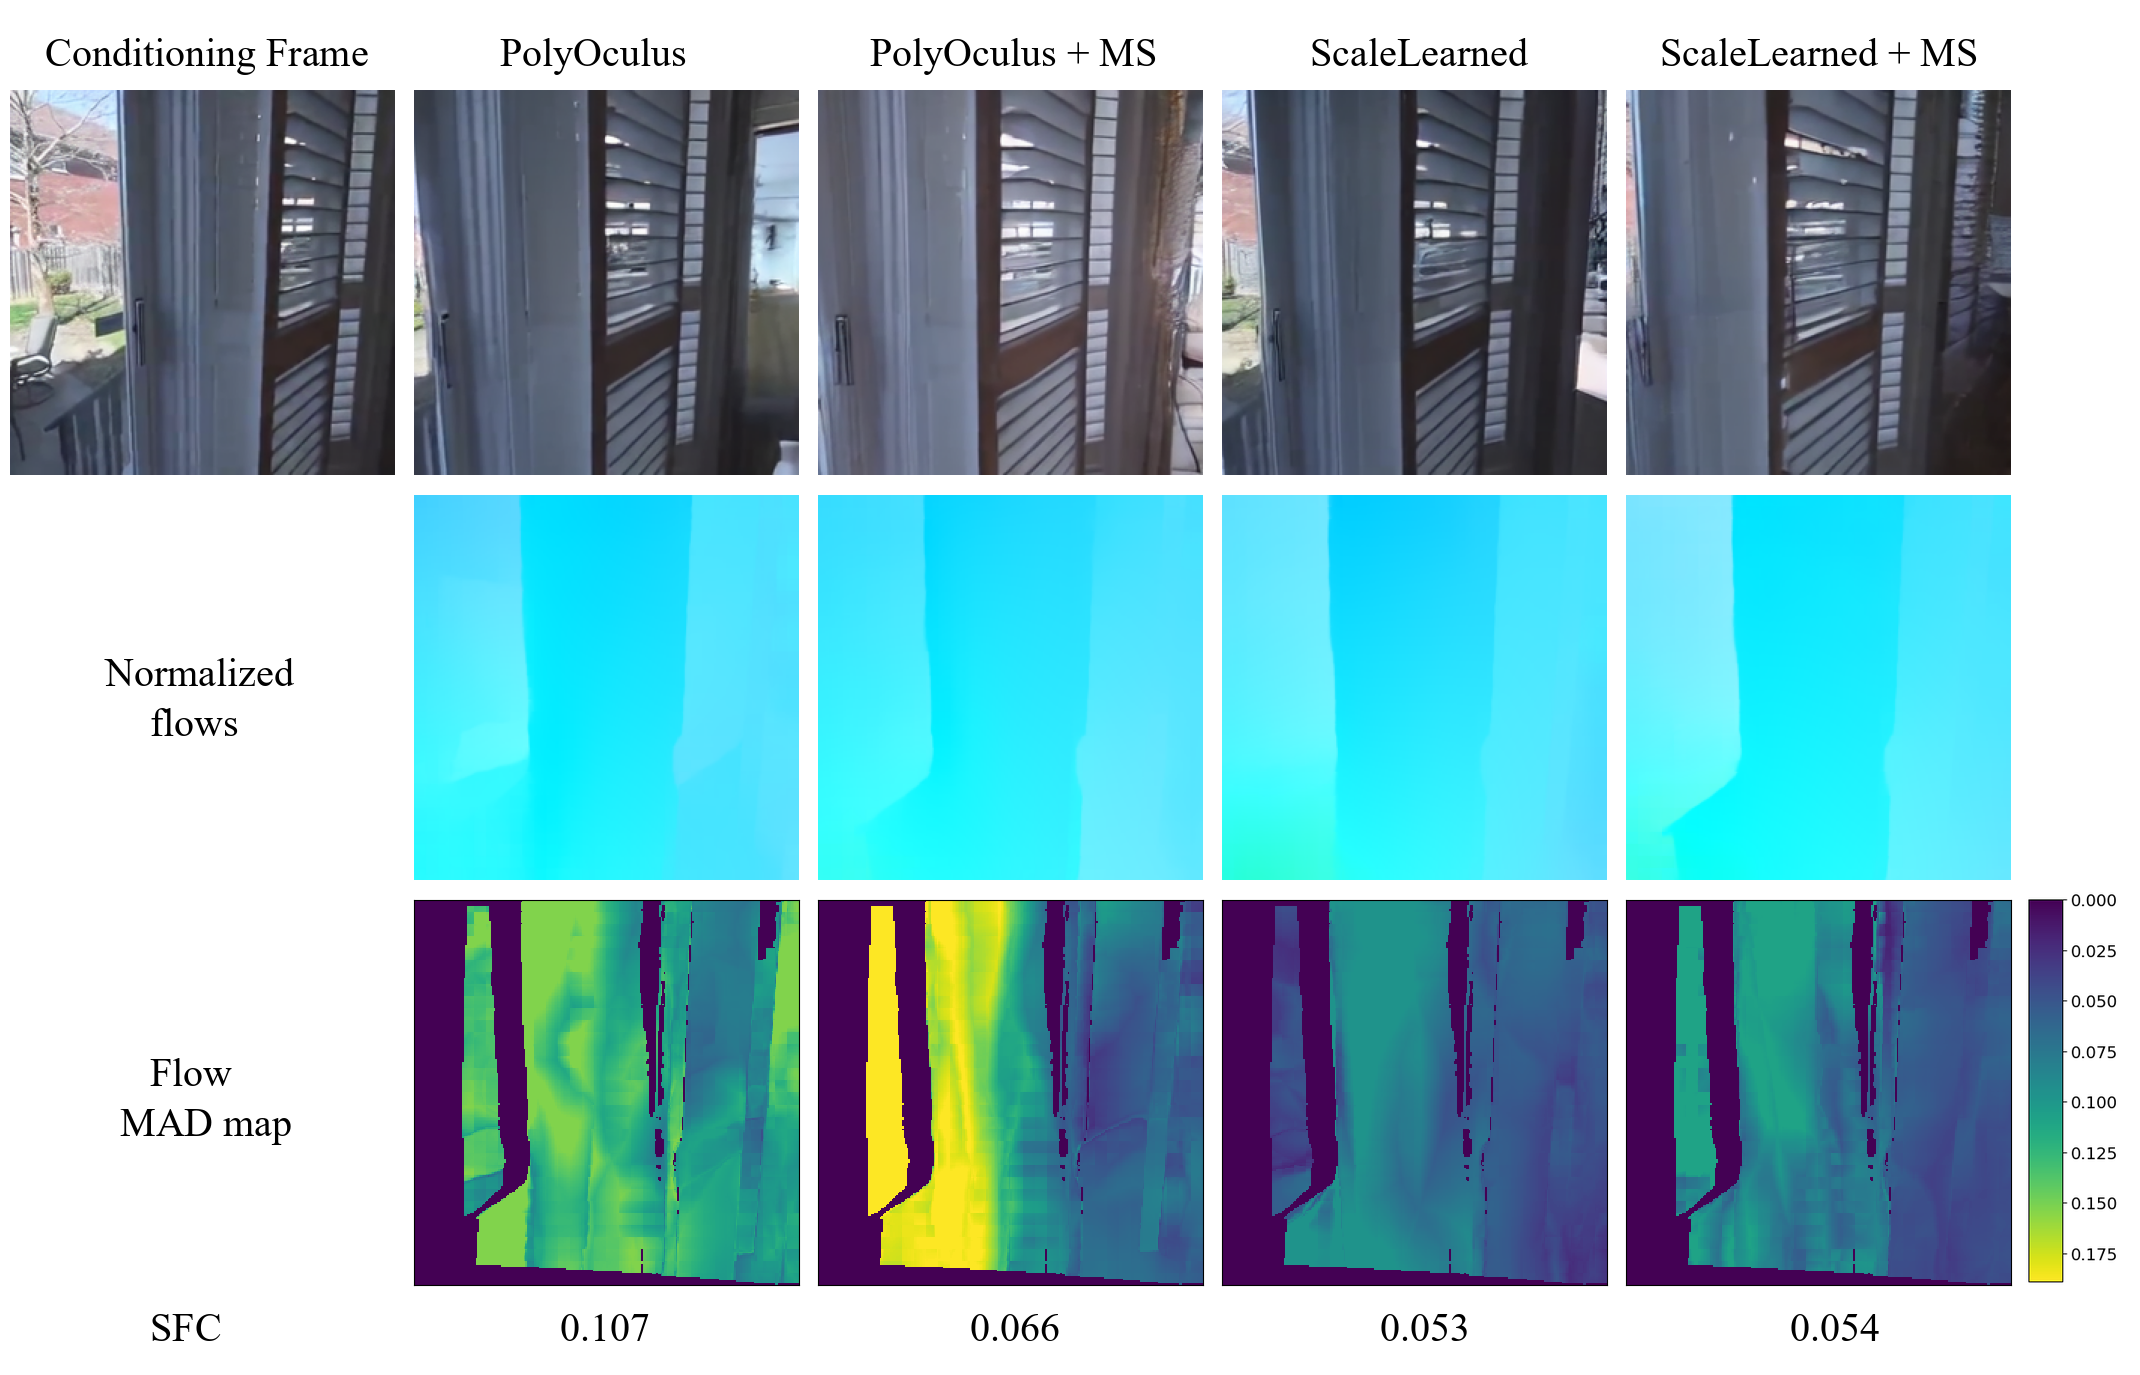 Conditioning Frame PolyOculus PolyOculus + MS ScaleLearned ScaleLearned + MS
Normalized
flows
Flow
MAD map
0.000
0.025
0.050
0.075
0.100
0.125
0.150
0.175
SFC 0.107 0.066 0.053 0.054